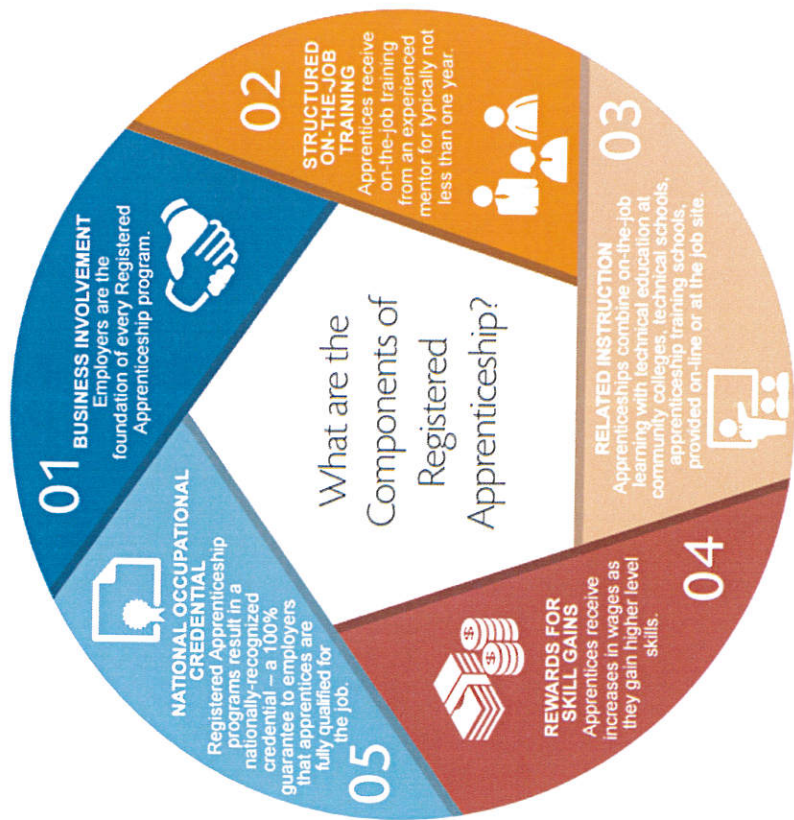 What are the
Components of
Registered
Apprenticeship?
01
BUSINESS INVOLVEMENT
Employers are the
foundation of every Registered
Apprenticeship program.
02
STRUCTURED
ON-THE-JOB
TRAINING
Apprentices receive
on-the-job training
from an experienced
mentor for typically not
less than one year.
03
RELATED INSTRUCTION
Apprenticeships combine on-the-job
learning with technical education at
community colleges, technical schools,
apprenticeship training schools,
provided on-line or at the job site.
04
REWARDS FOR
SKILL GAINS
Apprentices receive
increases in wages as
they gain higher level
skills.
$
$
05
NATIONAL OCCUPATIONAL
CREDENTIAL
Registered Apprenticeship
programs result in a
nationally-recognized
credential – a 100%
guarantee to employers
that apprentices are
fully qualified for
the job.